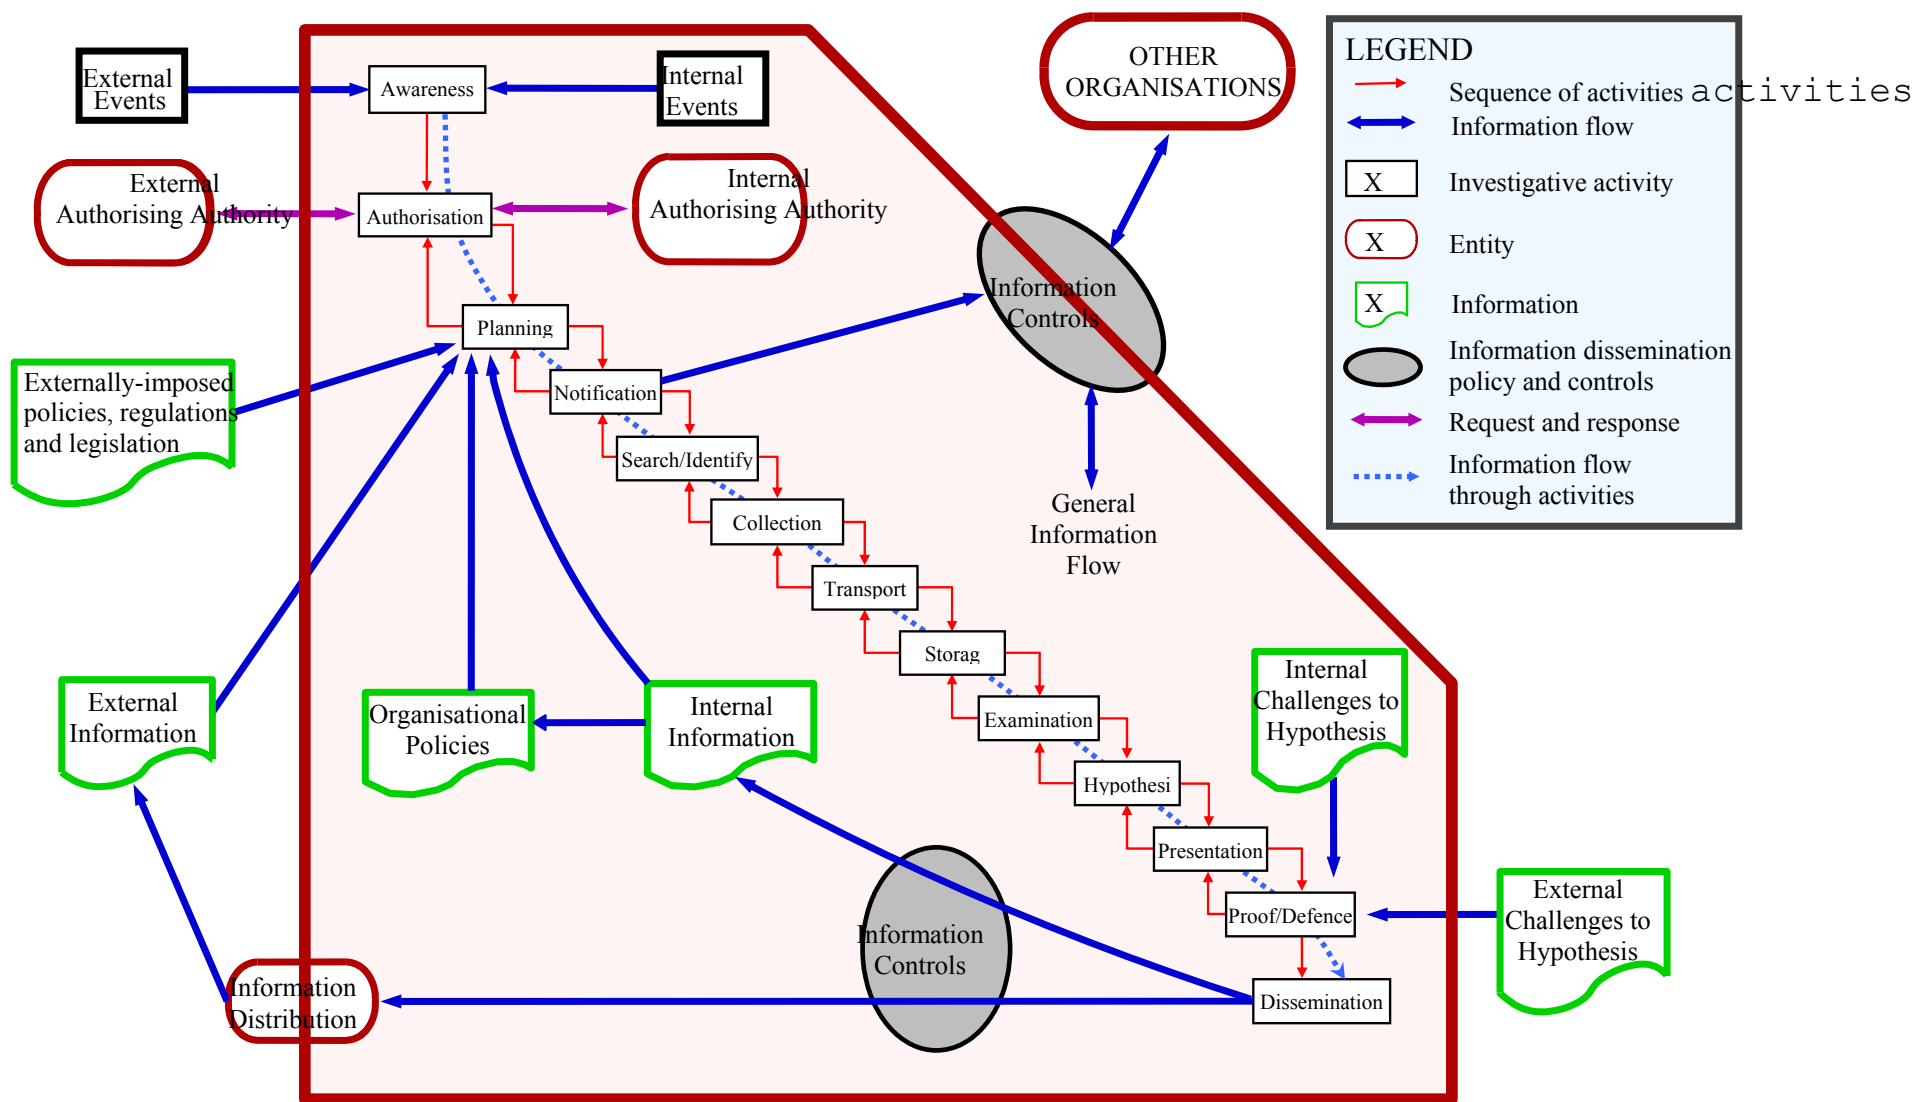 External
Events
Awareness
Internal
Events
OTHER
ORGANISATIONS
LEGEND
Sequence of activities activities
Information flow
X
Investigative activity
X
Entity
X
Information
Information dissemination
policy and controls
Request and response
Information flow
through activities
External
Authorising Authority
Authorisation
Internal
Authorising Authority
Information
Controls
Planning
Externally-imposed
policies, regulations
and legislation
Notification
Search/Identify
Collection
General
Information
Flow
Transport
Storag
External
Information
Organisational
Policies
Internal
Information
Examination
Internal
Challenges to
Hypothesis
Hypothesi
Presentation
Proof/Defence
External
Challenges to
Hypothesis
Information
Controls
Information
Distribution
Dissemination